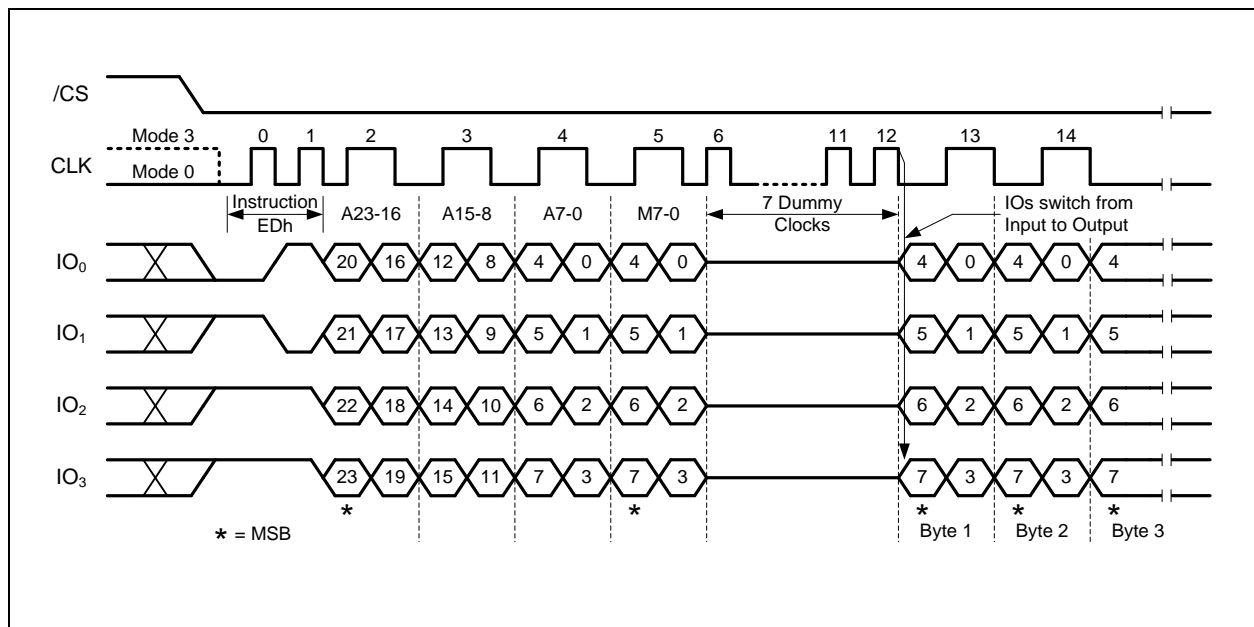 /CS
Mode 3 0 1 2 3 4 5 6 11 12 13 14
CLK
Mode 0
Instruction
EDh
A23-16 A15-8 A7-0 M7-0
7 Dummy
Clocks
IOs switch from
Input to Output
IO₀ 20 16 12 8 4 0 4 0 4 0 4 0 4
IO₁ 21 17 13 9 5 1 5 1 5 1 5 1 5
IO₂ 22 18 14 10 6 2 6 2 6 2 6 2 6
IO₃ 23 19 15 11 7 3 7 3 7 3 7 3 7
* * * * *
* = MSB
Byte 1 Byte 2 Byte 3